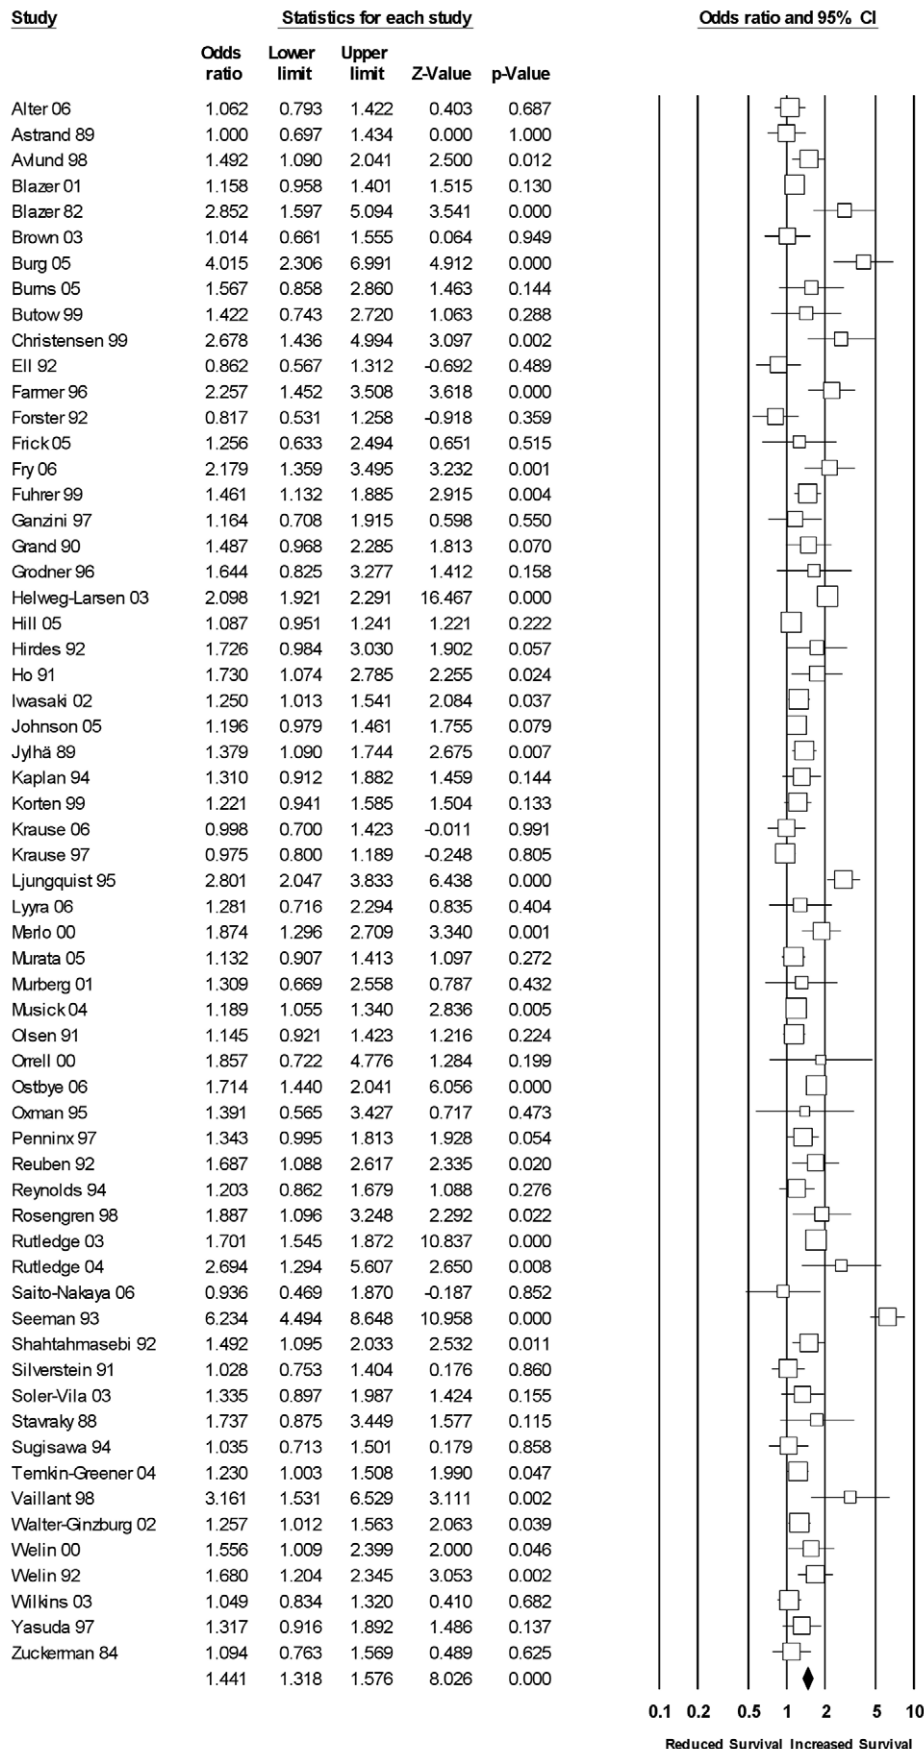 Study Statistics for each study Odds ratio and 95% CI
Odds ratio Lower limit Upper limit Z-Value p-Value
Alter 06 1.062 0.793 1.422 0.403 0.687
Astrand 89 1.000 0.697 1.434 0.000 1.000
Avlund 98 1.492 1.090 2.041 2.500 0.012
Blazer 01 1.158 0.958 1.401 1.515 0.130
Blazer 82 2.852 1.597 5.094 3.541 0.000
Brown 03 1.014 0.661 1.555 0.064 0.949
Burg 05 4.015 2.306 6.991 4.912 0.000
Burns 05 1.567 0.858 2.860 1.463 0.144
Butow 99 1.422 0.743 2.720 1.063 0.288
Christensen 99 2.678 1.436 4.994 3.097 0.002
Ell 92 0.862 0.567 1.312 -0.692 0.489
Farmer 96 2.257 1.452 3.508 3.618 0.000
Forster 92 0.817 0.531 1.258 -0.918 0.359
Frick 05 1.256 0.633 2.494 0.651 0.515
Fry 06 2.179 1.359 3.495 3.232 0.001
Fuhrer 99 1.461 1.132 1.885 2.915 0.004
Ganzini 97 1.164 0.708 1.915 0.598 0.550
Grand 90 1.487 0.968 2.285 1.813 0.070
Grodner 96 1.644 0.825 3.277 1.412 0.158
Helweg-Larsen 03 2.098 1.921 2.291 16.467 0.000
Hill 05 1.087 0.951 1.241 1.221 0.222
Hirdes 92 1.726 0.984 3.030 1.902 0.057
Ho 91 1.730 1.074 2.785 2.255 0.024
Iwasaki 02 1.250 1.013 1.541 2.084 0.037
Johnson 05 1.196 0.979 1.461 1.755 0.079
Jylhä 89 1.379 1.090 1.744 2.675 0.007
Kaplan 94 1.310 0.912 1.882 1.459 0.144
Korten 99 1.221 0.941 1.585 1.504 0.133
Krause 06 0.998 0.700 1.423 -0.011 0.991
Krause 97 0.975 0.800 1.189 -0.248 0.805
Ljungquist 95 2.801 2.047 3.833 6.438 0.000
Lyyra 06 1.281 0.716 2.294 0.835 0.404
Merlo 00 1.874 1.296 2.709 3.340 0.001
Murata 05 1.132 0.907 1.413 1.097 0.272
Murberg 01 1.309 0.669 2.558 0.787 0.432
Musick 04 1.189 1.055 1.340 2.836 0.005
Olsen 91 1.145 0.921 1.423 1.216 0.224
Orrell 00 1.857 0.722 4.776 1.284 0.199
Ostbye 06 1.714 1.440 2.041 6.056 0.000
Oxman 95 1.391 0.565 3.427 0.717 0.473
Penninx 97 1.343 0.995 1.813 1.928 0.054
Reuben 92 1.687 1.088 2.617 2.335 0.020
Reynolds 94 1.203 0.862 1.679 1.088 0.276
Rosengren 98 1.887 1.096 3.248 2.292 0.022
Rutledge 03 1.701 1.545 1.872 10.837 0.000
Rutledge 04 2.694 1.294 5.607 2.650 0.008
Saito-Nakaya 06 0.936 0.469 1.870 -0.187 0.852
Seeman 93 6.234 4.494 8.648 10.958 0.000
Shahtahmasebi 92 1.492 1.095 2.033 2.532 0.011
Silverstein 91 1.028 0.753 1.404 0.176 0.860
Soler-Vila 03 1.335 0.897 1.987 1.424 0.155
Stavraky 88 1.737 0.875 3.449 1.577 0.115
Sugisawa 94 1.035 0.713 1.501 0.179 0.858
Temkin-Greener 04 1.230 1.003 1.508 1.990 0.047
Vaillant 98 3.161 1.531 6.529 3.111 0.002
Walter-Ginzburg 02 1.257 1.012 1.563 2.063 0.039
Welin 00 1.556 1.009 2.399 2.000 0.046
Welin 92 1.680 1.204 2.345 3.053 0.002
Wilkins 03 1.049 0.834 1.320 0.410 0.682
Yasuda 97 1.317 0.916 1.892 1.486 0.137
Zuckerman 84 1.094 0.763 1.569 0.489 0.625
1.441 1.318 1.576 8.026 0.000
0.1 0.2 0.5 1 2 5 10
Reduced Survival Increased Survival